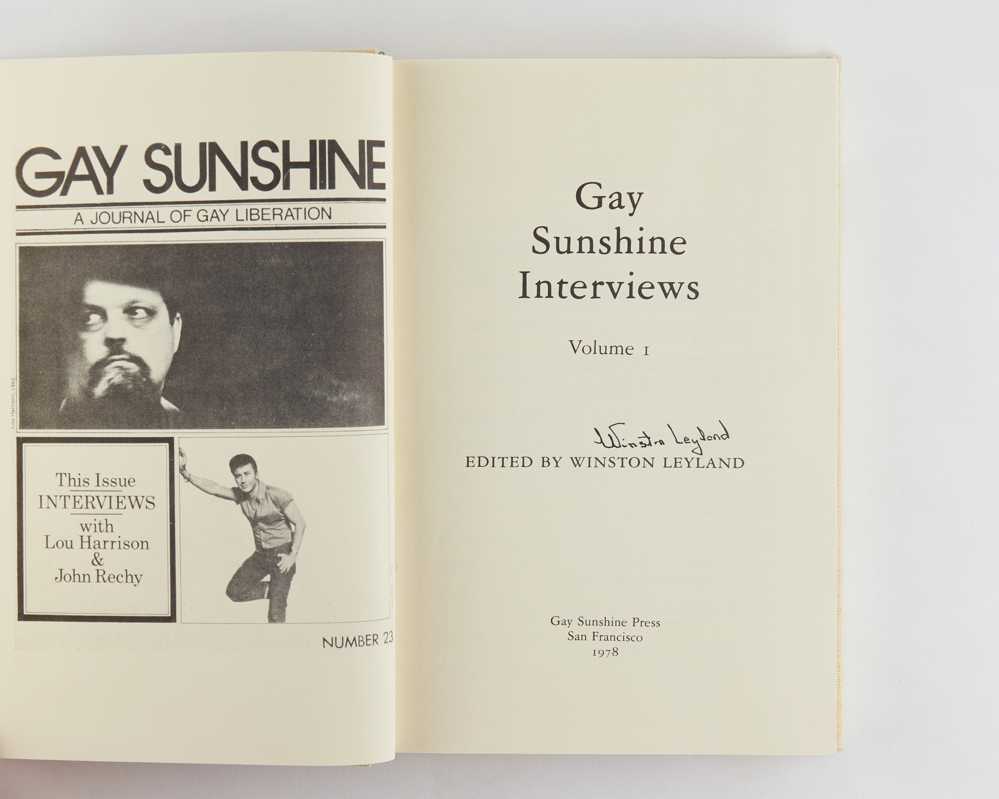 GAY SUNSHINE
A JOURNAL OF GAY LIBERATION
This Issue
INTERVIEWS
with
Lou Harrison
&
John Rechy
NUMBER 23
Gay
Sunshine
Interviews
Volume 1
Winston Leyland
EDITED BY WINSTON LEYLAND
Gay Sunshine Press
San Francisco
1978